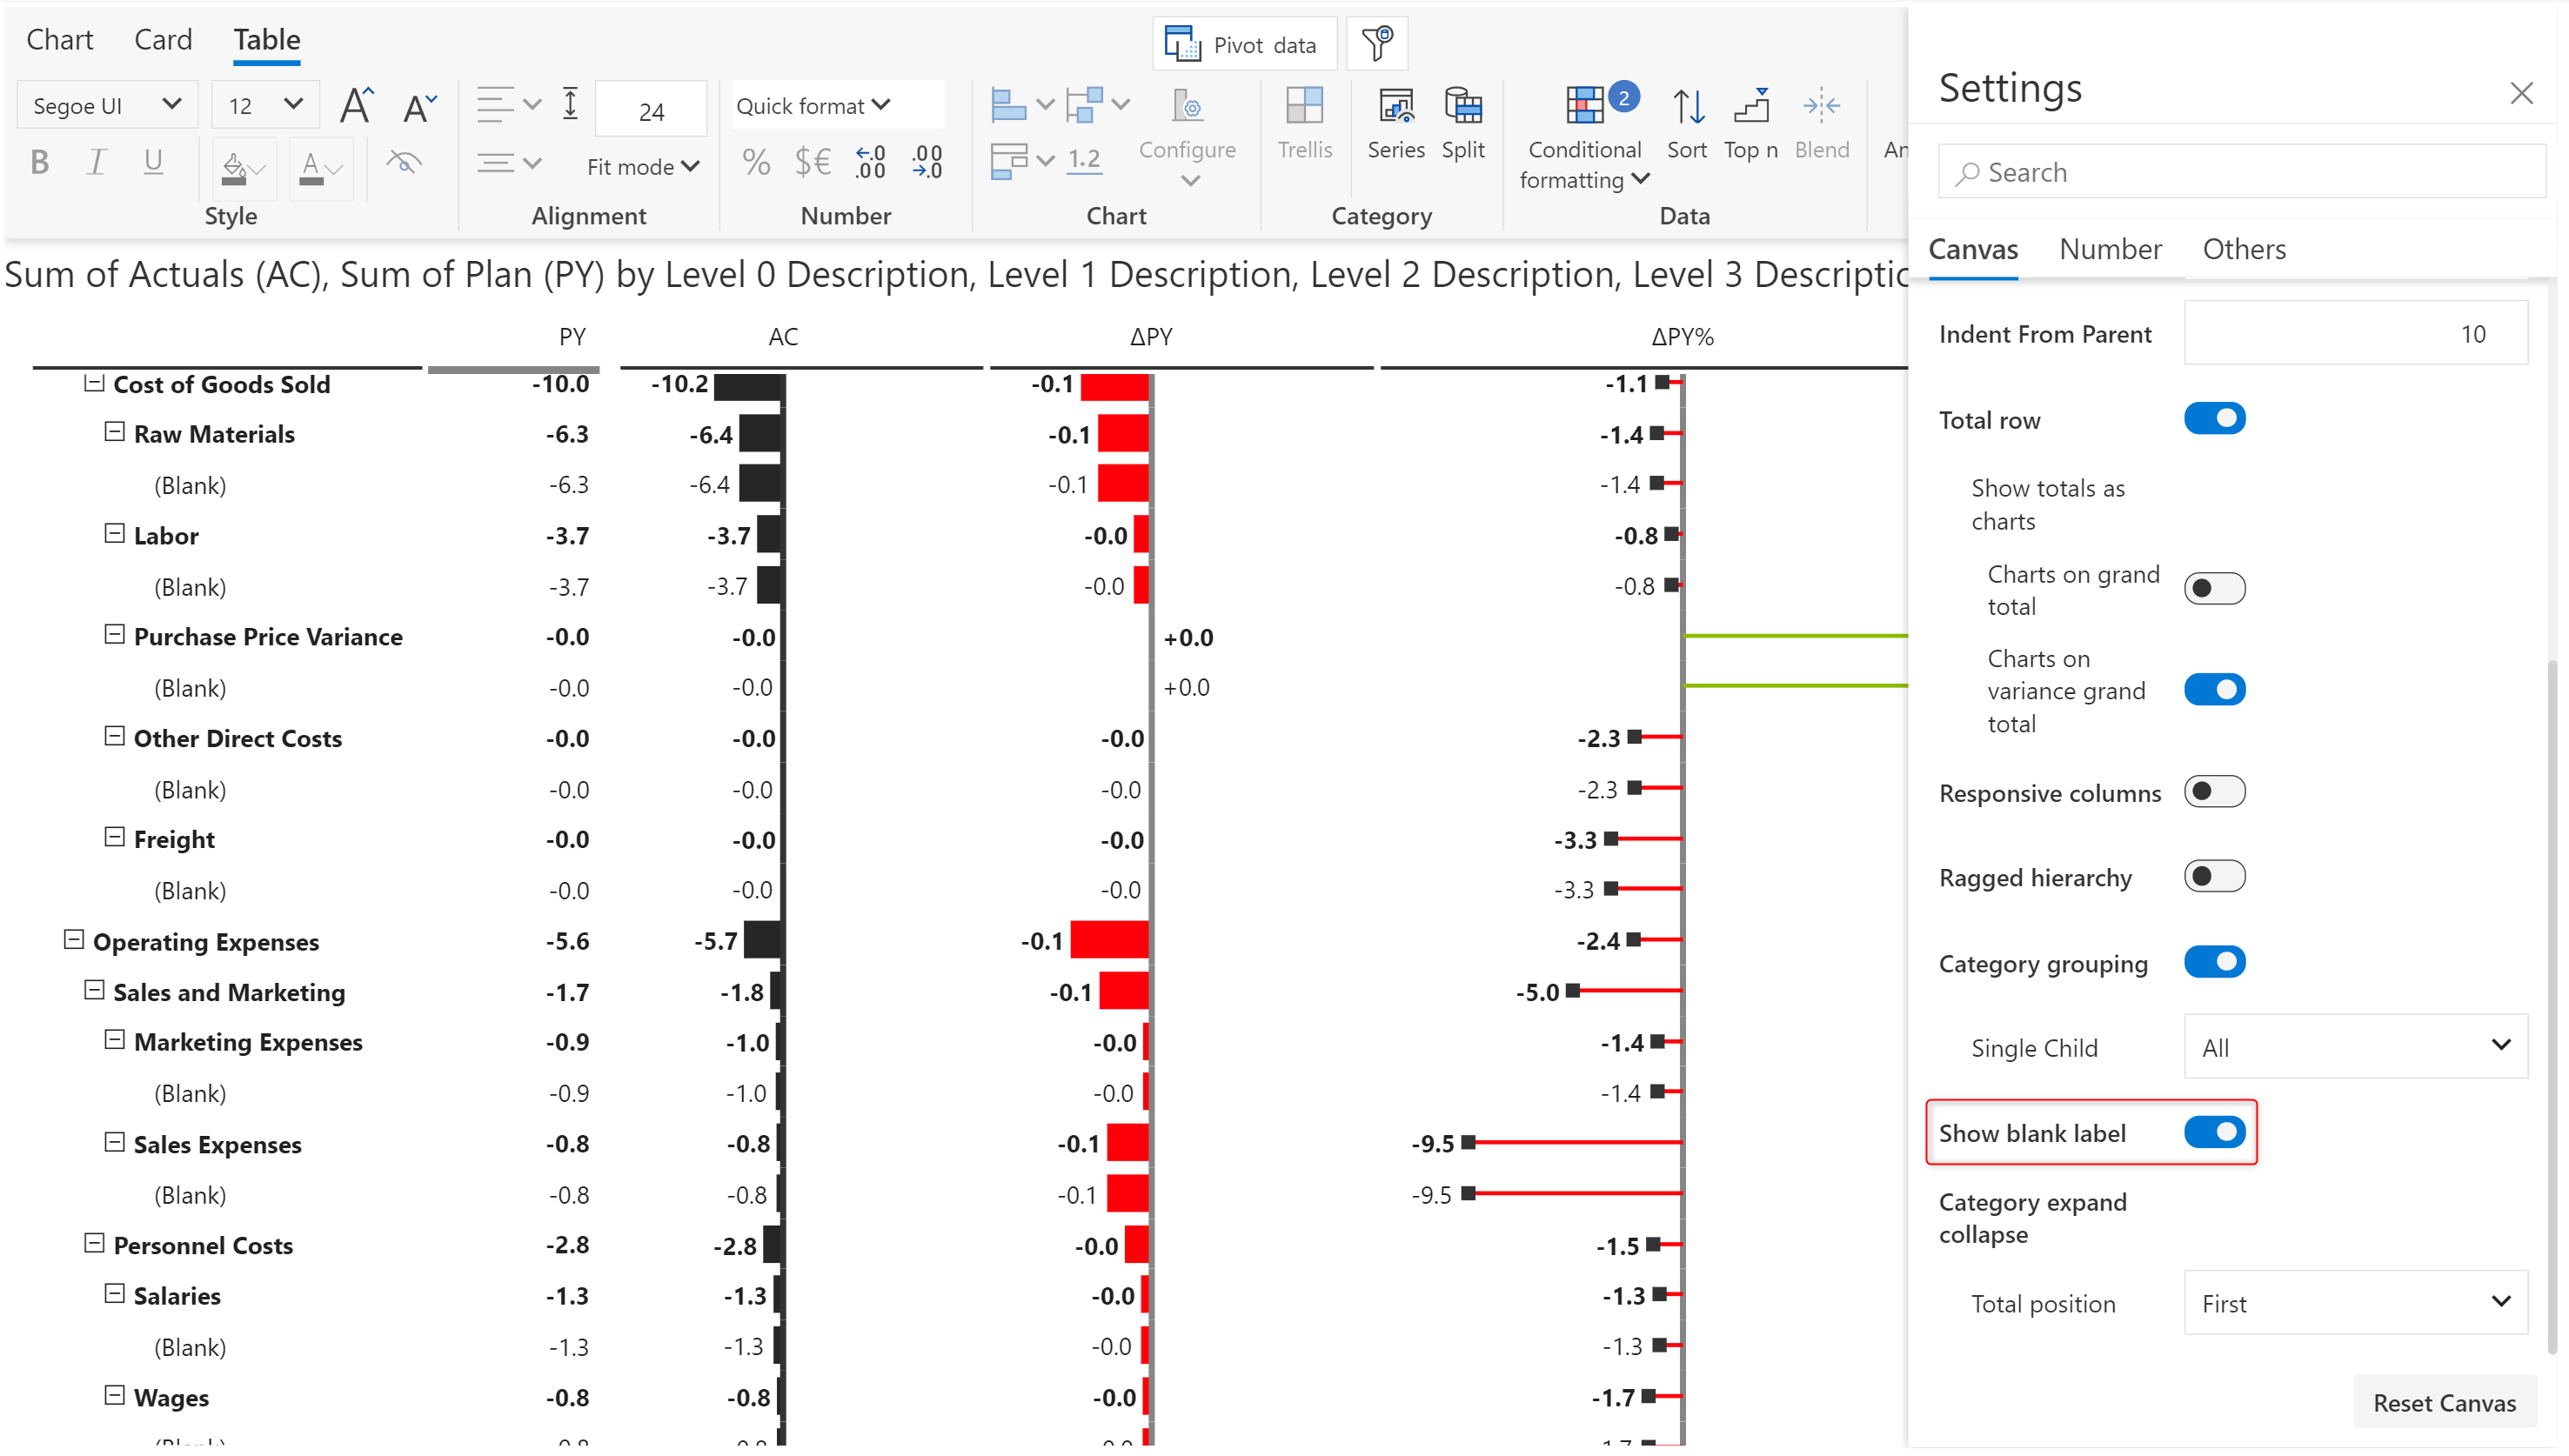 Chart Card Table
Pivot data
Segoe UI 12 A A 24 Quick format
B I U A Fit mode % $€ .0 .00 .00 .0 1.2 Configure Trellis Series Split Conditional formatting 2 Sort Top n Blend An
Style Alignment Number Chart Category Data
Sum of Actuals (AC), Sum of Plan (PY) by Level 0 Description, Level 1 Description, Level 2 Description, Level 3 Descriptio
PY AC ΔPY ΔPY%
Cost of Goods Sold -10.0 -10.2 -0.1 -1.1
Raw Materials -6.3 -6.4 -0.1 -1.4
(Blank) -6.3 -6.4 -0.1 -1.4
Labor -3.7 -3.7 -0.0 -0.8
(Blank) -3.7 -3.7 -0.0 -0.8
Purchase Price Variance -0.0 -0.0 +0.0
(Blank) -0.0 -0.0 +0.0
Other Direct Costs -0.0 -0.0 -0.0 -2.3
(Blank) -0.0 -0.0 -0.0 -2.3
Freight -0.0 -0.0 -0.0 -3.3
(Blank) -0.0 -0.0 -0.0 -3.3
Operating Expenses -5.6 -5.7 -0.1 -2.4
Sales and Marketing -1.7 -1.8 -0.1 -5.0
Marketing Expenses -0.9 -1.0 -0.0 -1.4
(Blank) -0.9 -1.0 -0.0 -1.4
Sales Expenses -0.8 -0.8 -0.1 -9.5
(Blank) -0.8 -0.8 -0.1 -9.5
Personnel Costs -2.8 -2.8 -0.0 -1.5
Salaries -1.3 -1.3 -0.0 -1.3
(Blank) -1.3 -1.3 -0.0 -1.3
Wages -0.8 -0.8 -0.0 -1.7
Settings
Search
Canvas Number Others
Indent From Parent 10
Total row
Show totals as
charts
Charts on grand
total
Charts on
variance grand
total
Responsive columns
Ragged hierarchy
Category grouping
Single Child All
Show blank label
Category expand
collapse
Total position First
Reset Canvas